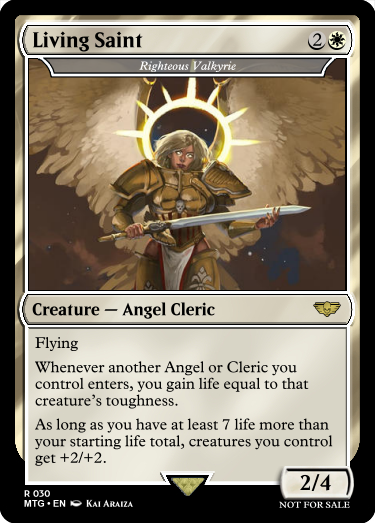 Living Saint 2
Righteous Valkyrie
Creature — Angel Cleric
Flying
Whenever another Angel or Cleric you
control enters, you gain life equal to that
creature's toughness.
As long as you have at least 7 life more than
your starting life total, creatures you control
get +2/+2.
2/4
R 030
MTG • EN Kai Araiza
NOT FOR SALE